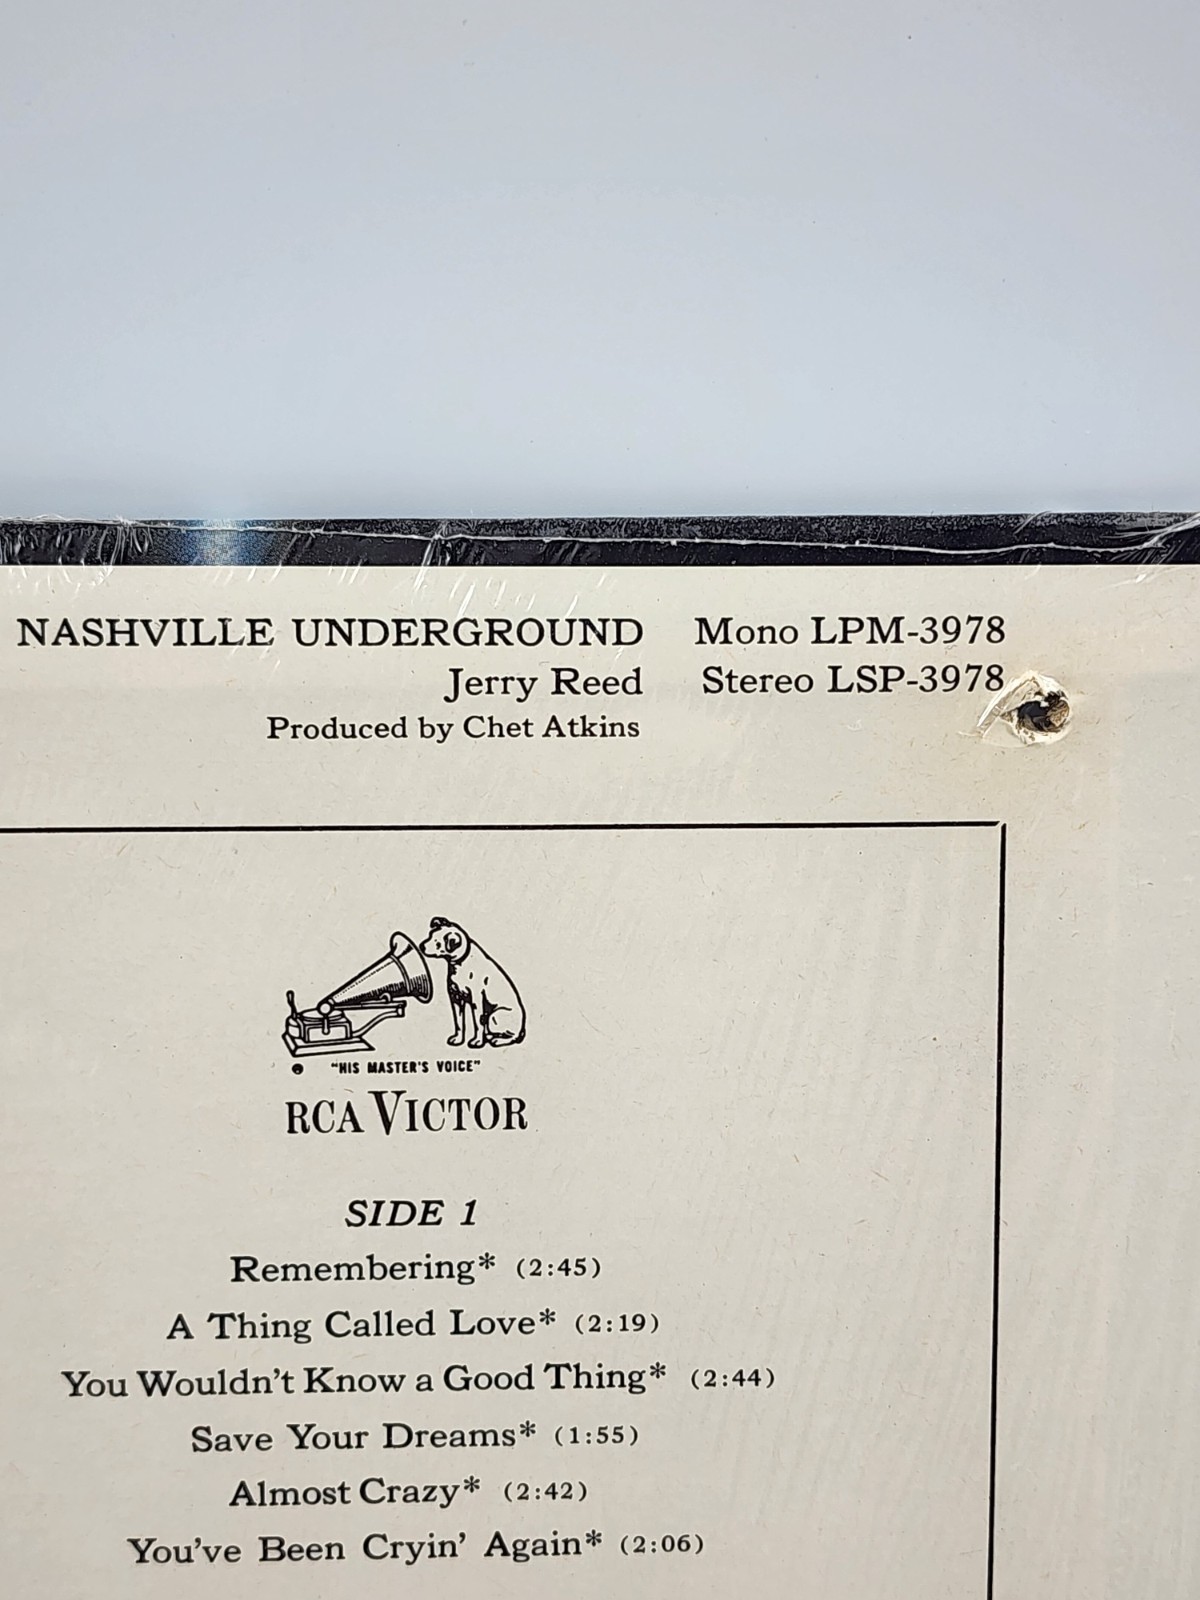 NASHVILLE UNDERGROUND Mono LPM-3978
Jerry Reed Stereo LSP-3978
Produced by Chet Atkins
"HIS MASTER'S VOICE"
RCA VICTOR
SIDE 1
Remembering* (2:45)
A Thing Called Love* (2:19)
You Wouldn't Know a Good Thing* (2:44)
Save Your Dreams* (1:55)
Almost Crazy* (2:42)
You've Been Cryin' Again* (2:06)